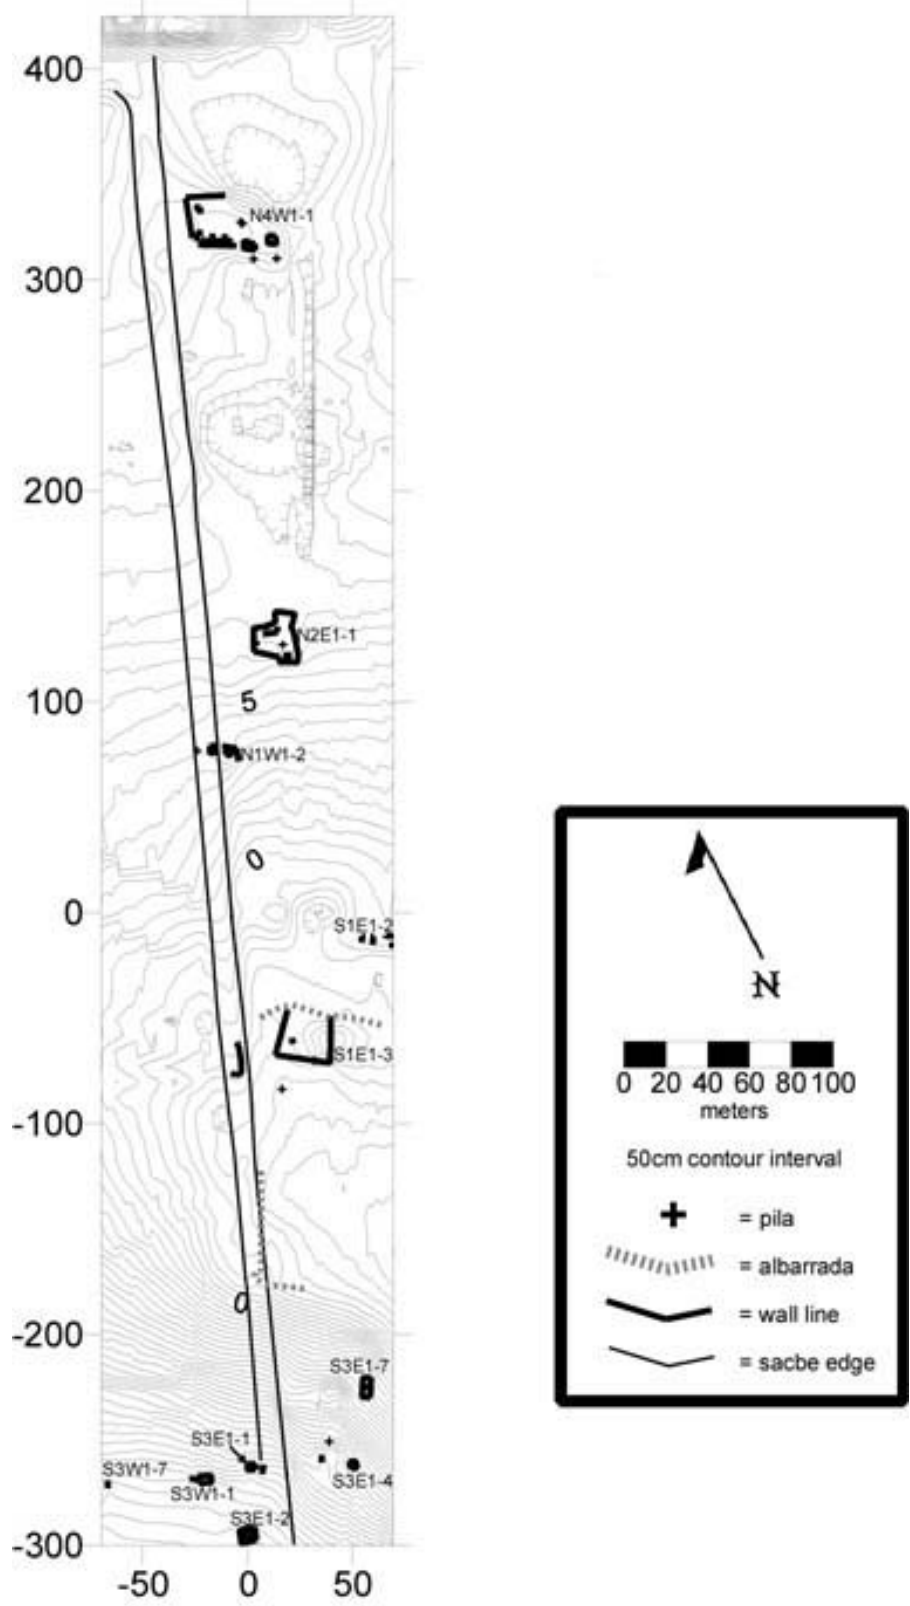 400
N4W1-1
300
200
N2E1-1
100
5
N1W1-2
0
0
S1E1-2
S1E1-3
-100
0
-200
S3E1-7
S3E1-1
S3W1-7
S3W1-1
S3E1-4
S3E1-2
-300
-50 0 50
N
0 20 40 60 80 100
meters
50cm contour interval
+ = pila
= albarrada
= wall line
= sacbe edge